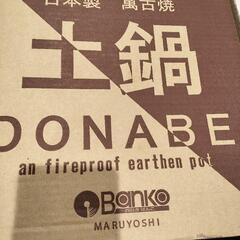 日本製 萬古焼
土鍋
DONABE
an fireproof earthen pot
Banko
MARUYOSHI